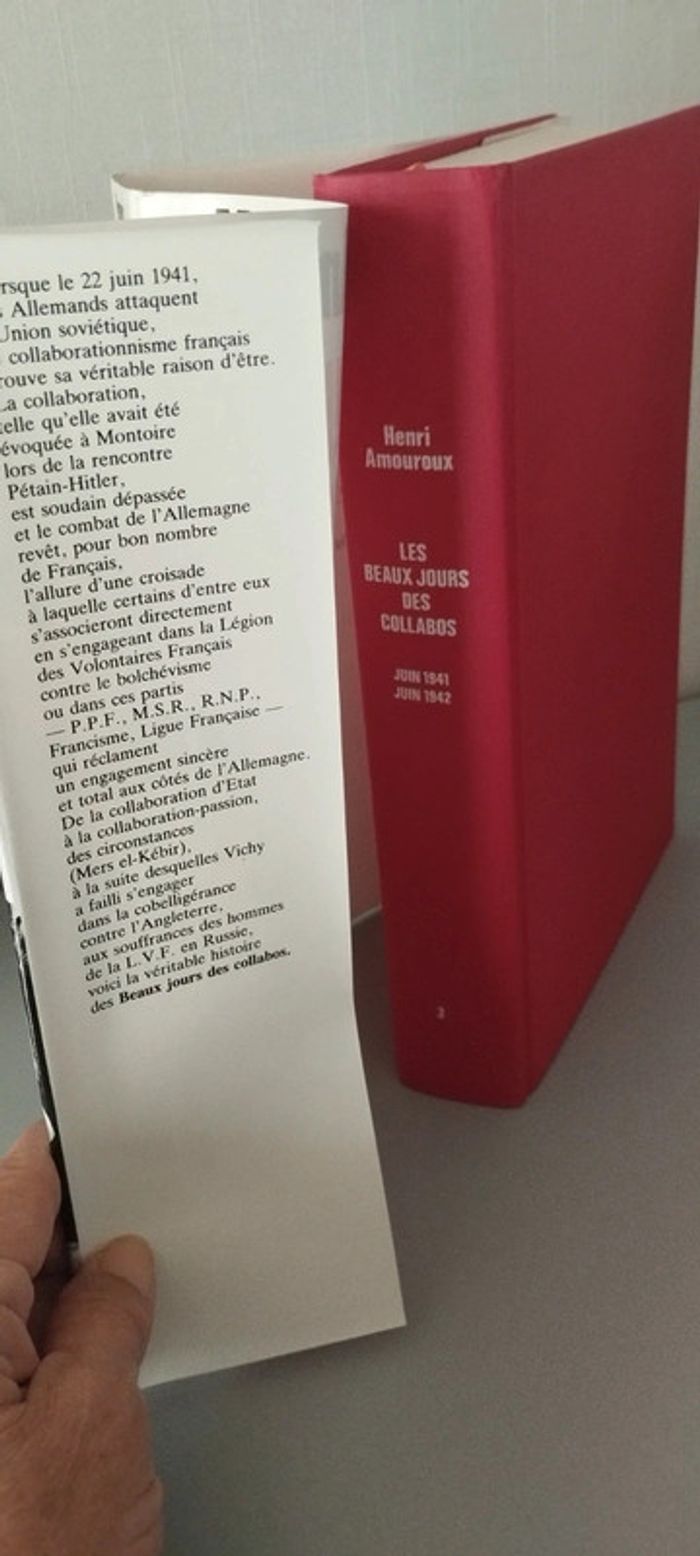 rsque le 22 juin 1941,
Allemands attaquent
Union soviétique,
collaborationnisme français
rouve sa véritable raison d'être.
La collaboration,
telle qu'elle avait été
évoquée à Montoire
lors de la rencontre
Pétain-Hitler,
est soudain dépassée
et le combat de l'Allemagne
revêt, pour bon nombre
de Français,
l'allure d'une croisade
à laquelle certains d'entre eux
s'associeront directement
en s'engageant dans la Légion
des Volontaires Français
contre le bolchévisme
ou dans ces partis
— P.P.F., M.S.R., R.N.P.,
Francisme, Ligue Française —
qui réclament
un engagement sincère
et total aux côtés de l'Allemagne.
De la collaboration d'Etat
à la collaboration-passion,
des circonstances
(Mers el-Kébir),
à la suite desquelles Vichy
a failli s'engager
dans la cobelligérance
contre l'Angleterre,
aux souffrances des hommes
de la L.V.F. en Russie,
voici la véritable histoire
des Beaux jours des collabos.
Henri
Amouroux
LES
BEAUX JOURS
DES
COLLABOS
JUIN 1941
JUIN 1942
3